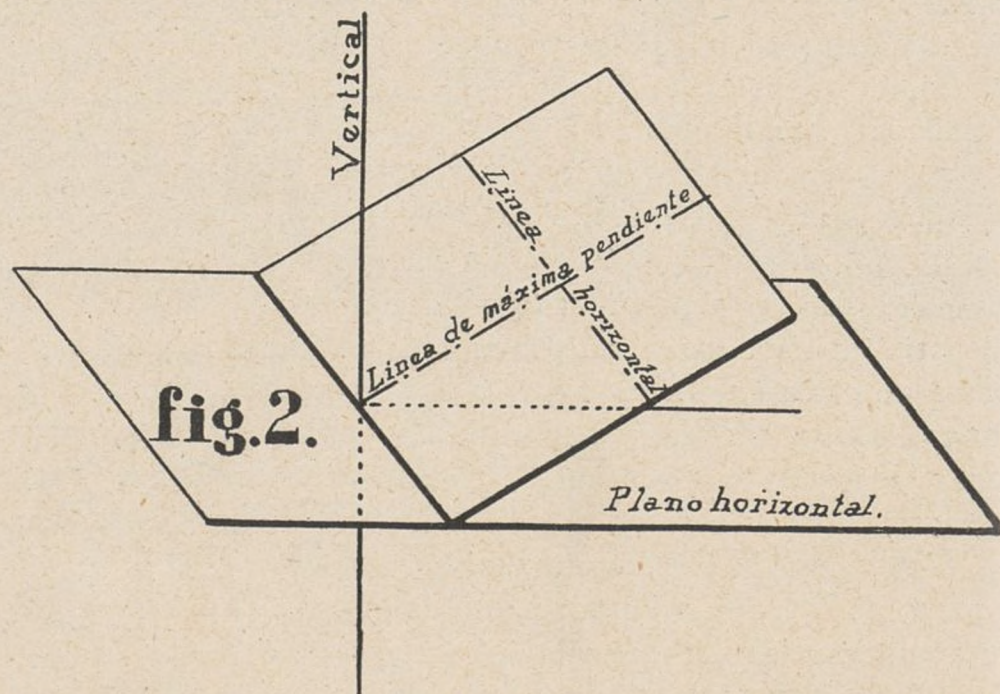 Vertical
Linea
horizontal
Linea de máxima pendiente
fig.2.
Plano horizontal.